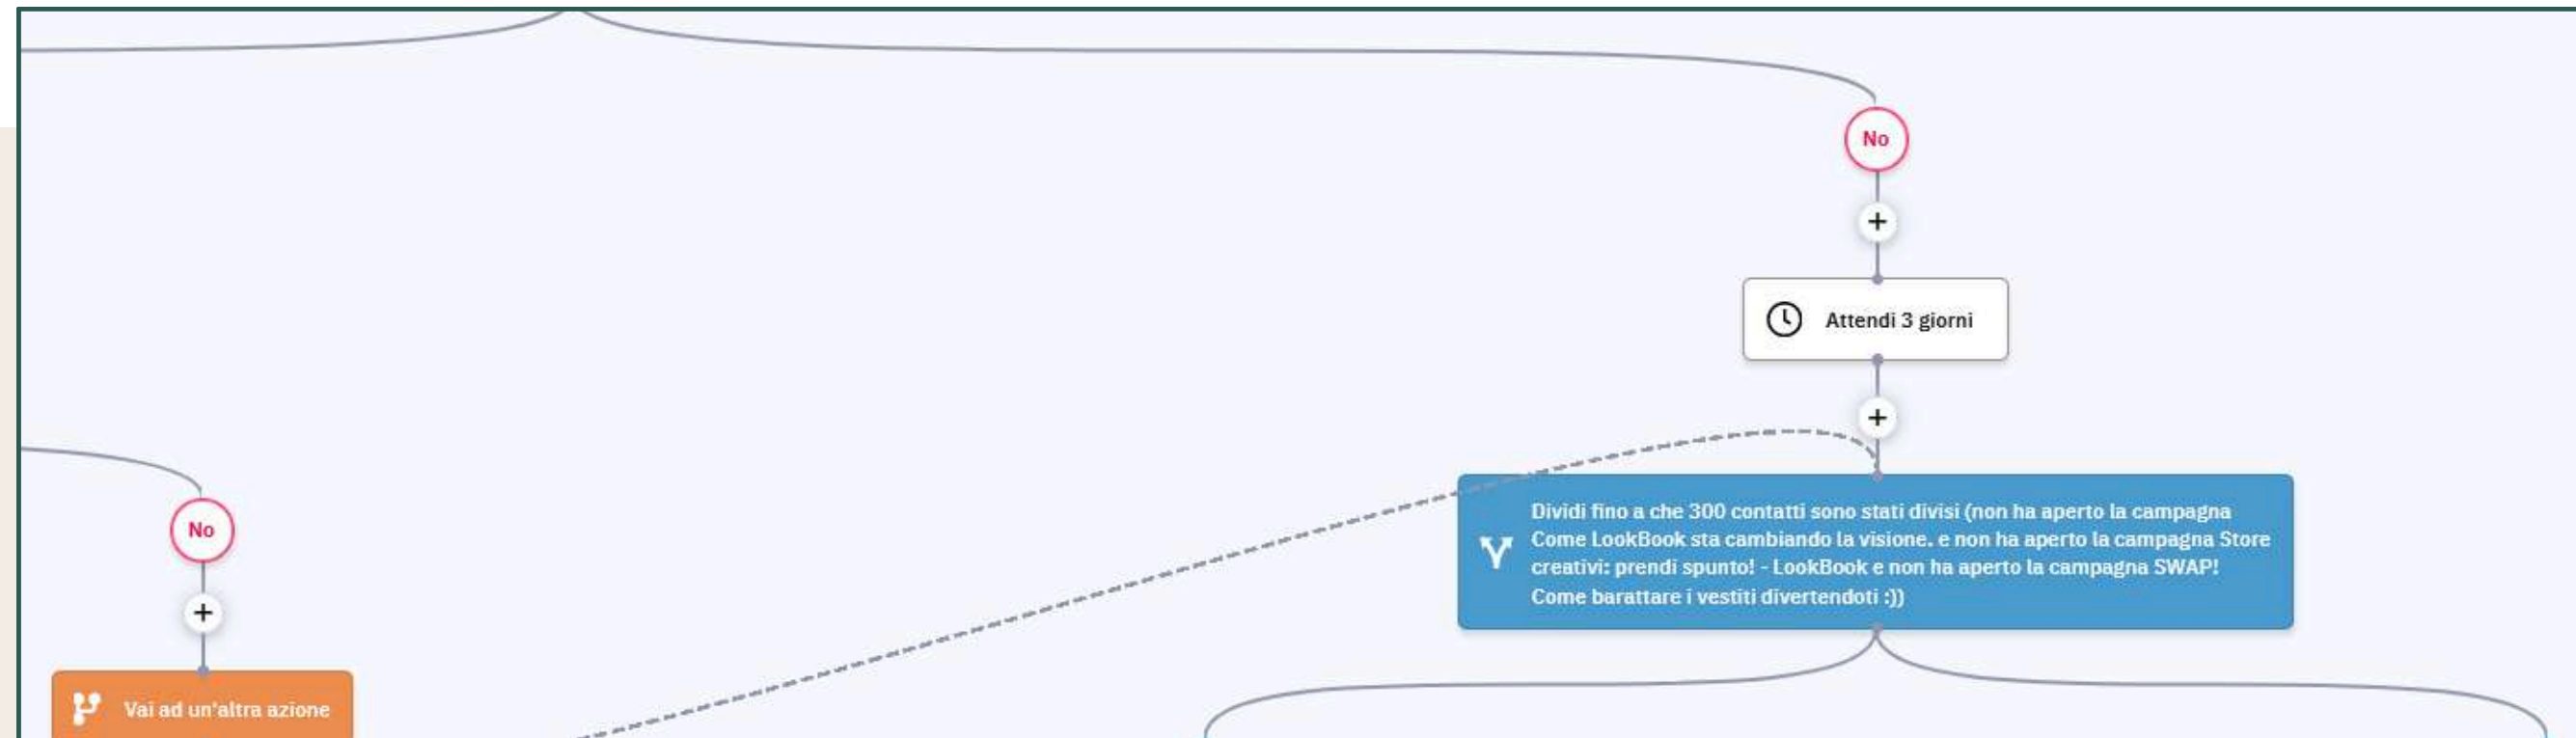 No
+
Attendi 3 giorni
+
Dividi fino a che 300 contatti sono stati divisi (non ha aperto la campagna
Come LookBook sta cambiando la visione. e non ha aperto la campagna Store
creativi: prendi spunto! - LookBook e non ha aperto la campagna SWAP!
Come barattare i vestiti divertendoti :))
No
+
Vai ad un'altra azione